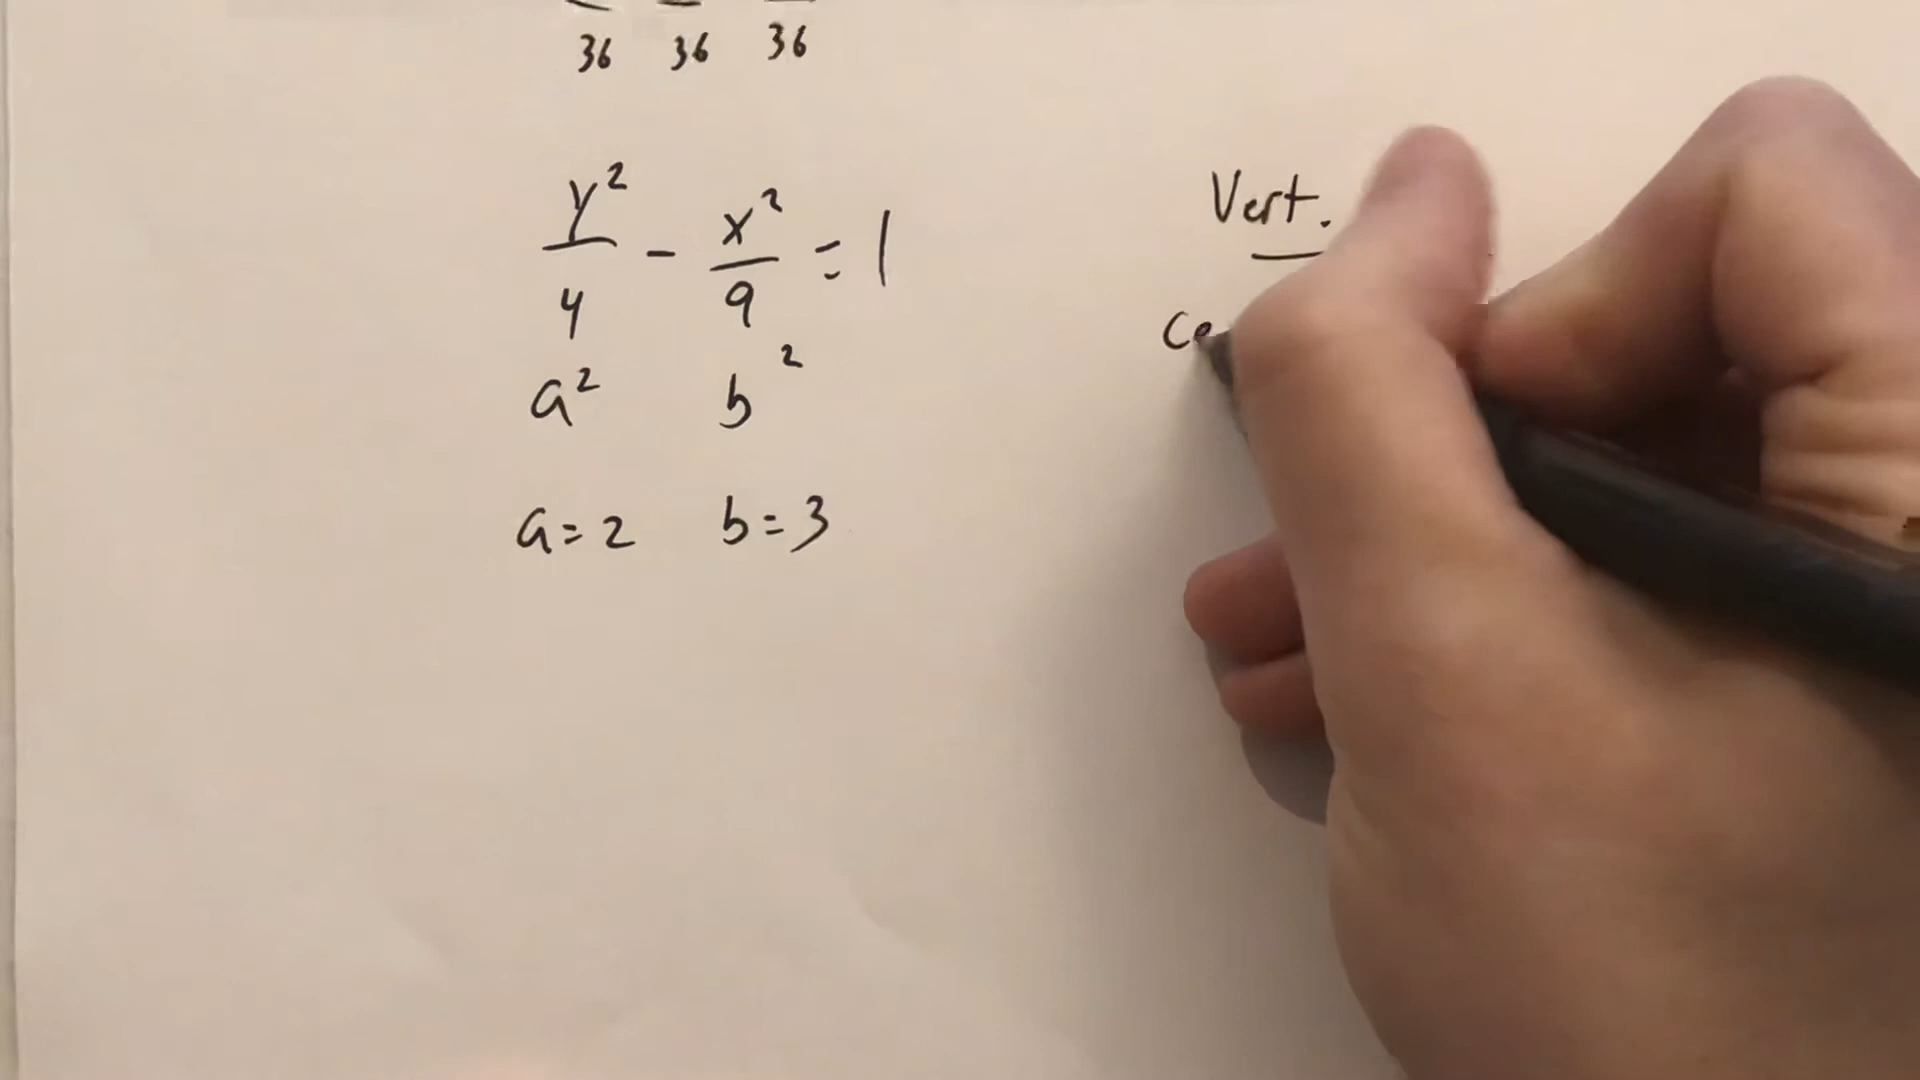 36 36 36
y²/4 - x²/9 = 1
a² b²
a = 2 b = 3
Vert.
Ce